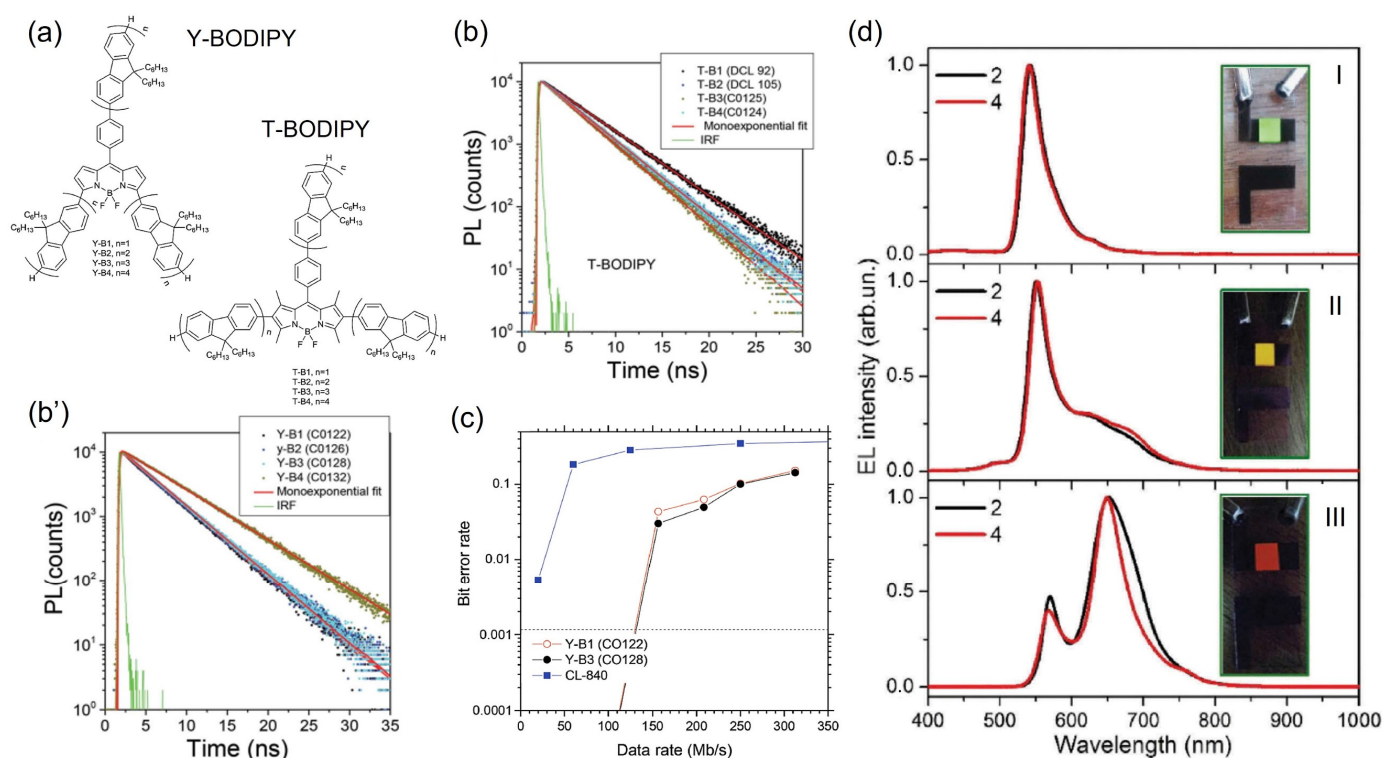 (a)
Y-BODIPY
H
n
C6H13
C6H13
N
N
B
F
F
n
C6H13
C6H13
C6H13
C6H13
Y-B1, n=1
Y-B2, n=2
Y-B3, n=3
Y-B4, n=4
H
n
H
n
T-BODIPY
H
n
C6H13
C6H13
H
n
N
N
B
F
F
n
H
C6H13
C6H13
C6H13
C6H13
T-B1, n=1
T-B2, n=2
T-B3, n=3
T-B4, n=4
(b)
PL (counts)
10^4
10^3
10^2
10^1
10^0
T-B1 (DCL 92)
T-B2 (DCL 105)
T-B3(C0125)
T-B4(C0124)
Monoexponential fit
IRF
T-BODIPY
0 5 10 15 20 25 30
Time (ns)
(b’)
PL(counts)
10^4
10^3
10^2
10^1
10^0
Y-B1 (C0122)
y-B2 (C0126)
Y-B3 (C0128)
Y-B4 (C0132)
Monoexponential fit
IRF
0 5 10 15 20 25 30 35
Time (ns)
(c)
Bit error rate
0.1
0.01
0.001
0.0001
Y-B1 (CO122)
Y-B3 (CO128)
CL-840
0 50 100 150 200 250 300 350
Data rate (Mb/s)
(d)
EL intensity (arb.un.)
1.0
0.5
0.0
2
4
I
1.0
0.5
0.0
2
4
II
1.0
0.5
0.0
2
4
III
400 500 600 700 800 900 1000
Wavelength (nm)